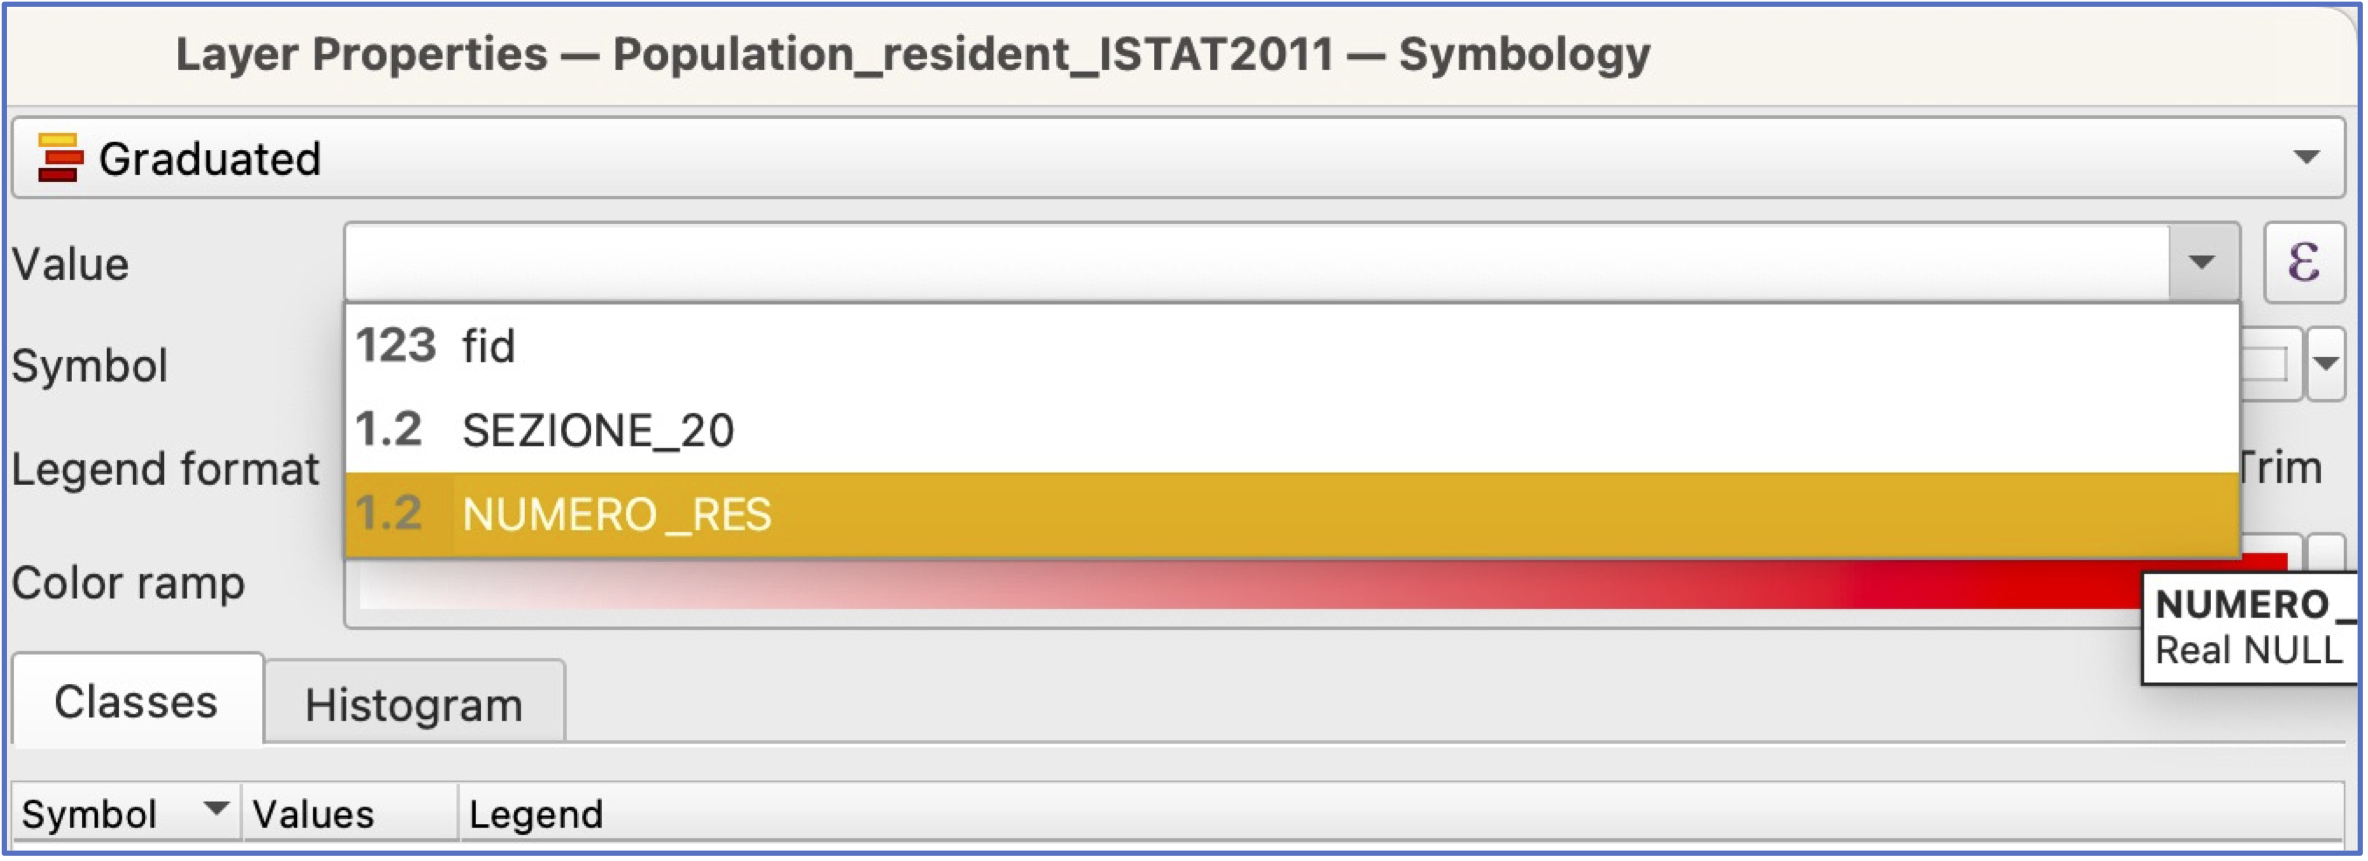 Layer Properties — Population_resident_ISTAT2011 — Symbology
Graduated
Value
ε
123 fid
Symbol
1.2 SEZIONE_20
Legend format
Trim
1.2 NUMERO_RES
Color ramp
NUMERO_
Real NULL
Classes
Histogram
Symbol
Values
Legend